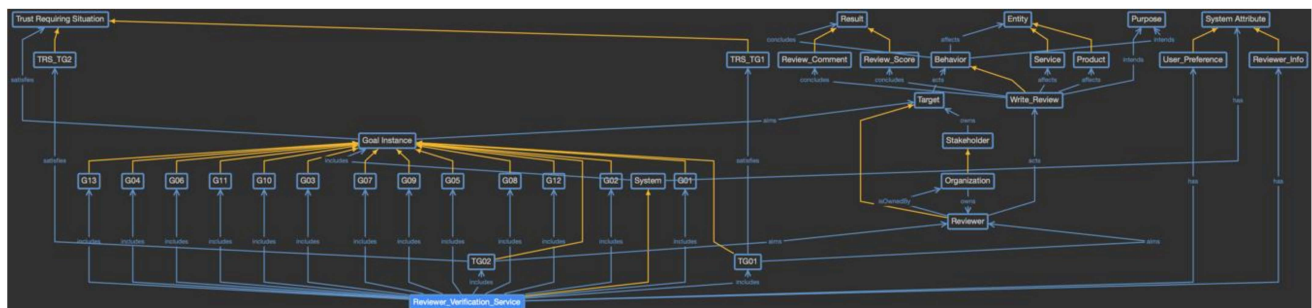 Trust Requiring Situation
Result
Entity
Purpose
System Attribute
concludes
affects
intends
TRS_TG2
TRS_TG1
Review_Comment
Review_Score
Behavior
Service
Product
intends
User_Preference
Reviewer_Info
satisfies
concludes
concludes
acts
affects
affects
has
Target
Write_Review
aims
owns
Goal Instance
Stakeholder
satisfies
includes
satisfies
acts
G13
G04
G06
G11
G10
G03
G07
G09
G05
G08
G12
G02
System
G01
Organization
has
has
isOwnedBy
owns
Reviewer
includes
includes
includes
includes
includes
includes
includes
includes
includes
includes
includes
includes
includes
aims
aims
TG02
TG01
includes
includes
Reviewer_Verification_Service